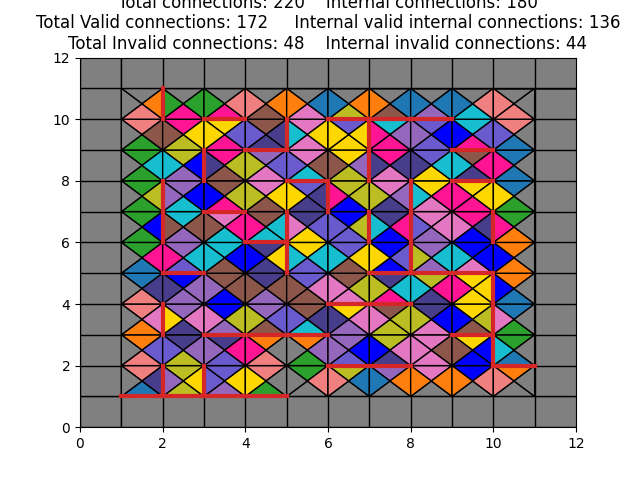 Total connections: 220    Internal connections: 180
Total Valid connections: 172    Internal valid internal connections: 136
Total Invalid connections: 48    Internal invalid connections: 44
12
10
8
6
4
2
0
0 2 4 6 8 10 12